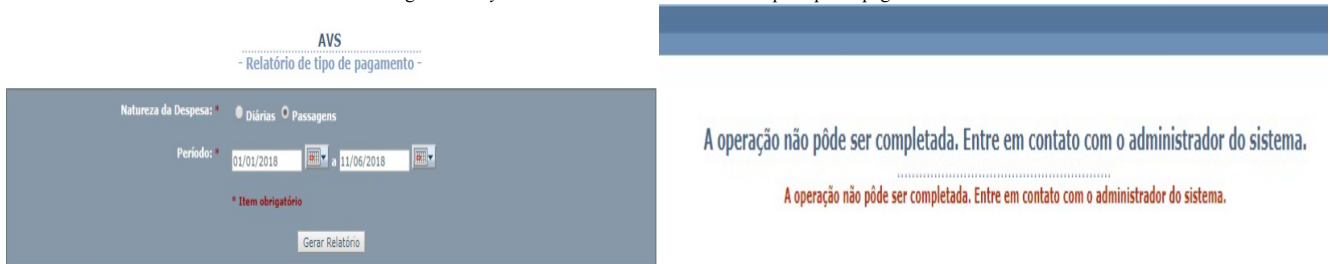 AVS
- Relatório de tipo de pagamento -
Natureza da Despesa: * Diárias Passagens
Período: * 01/01/2018 a 11/06/2018
* Item obrigatório
Gerar Relatório
A operação não pôde ser completada. Entre em contato com o administrador do sistema.
A operação não pôde ser completada. Entre em contato com o administrador do sistema.